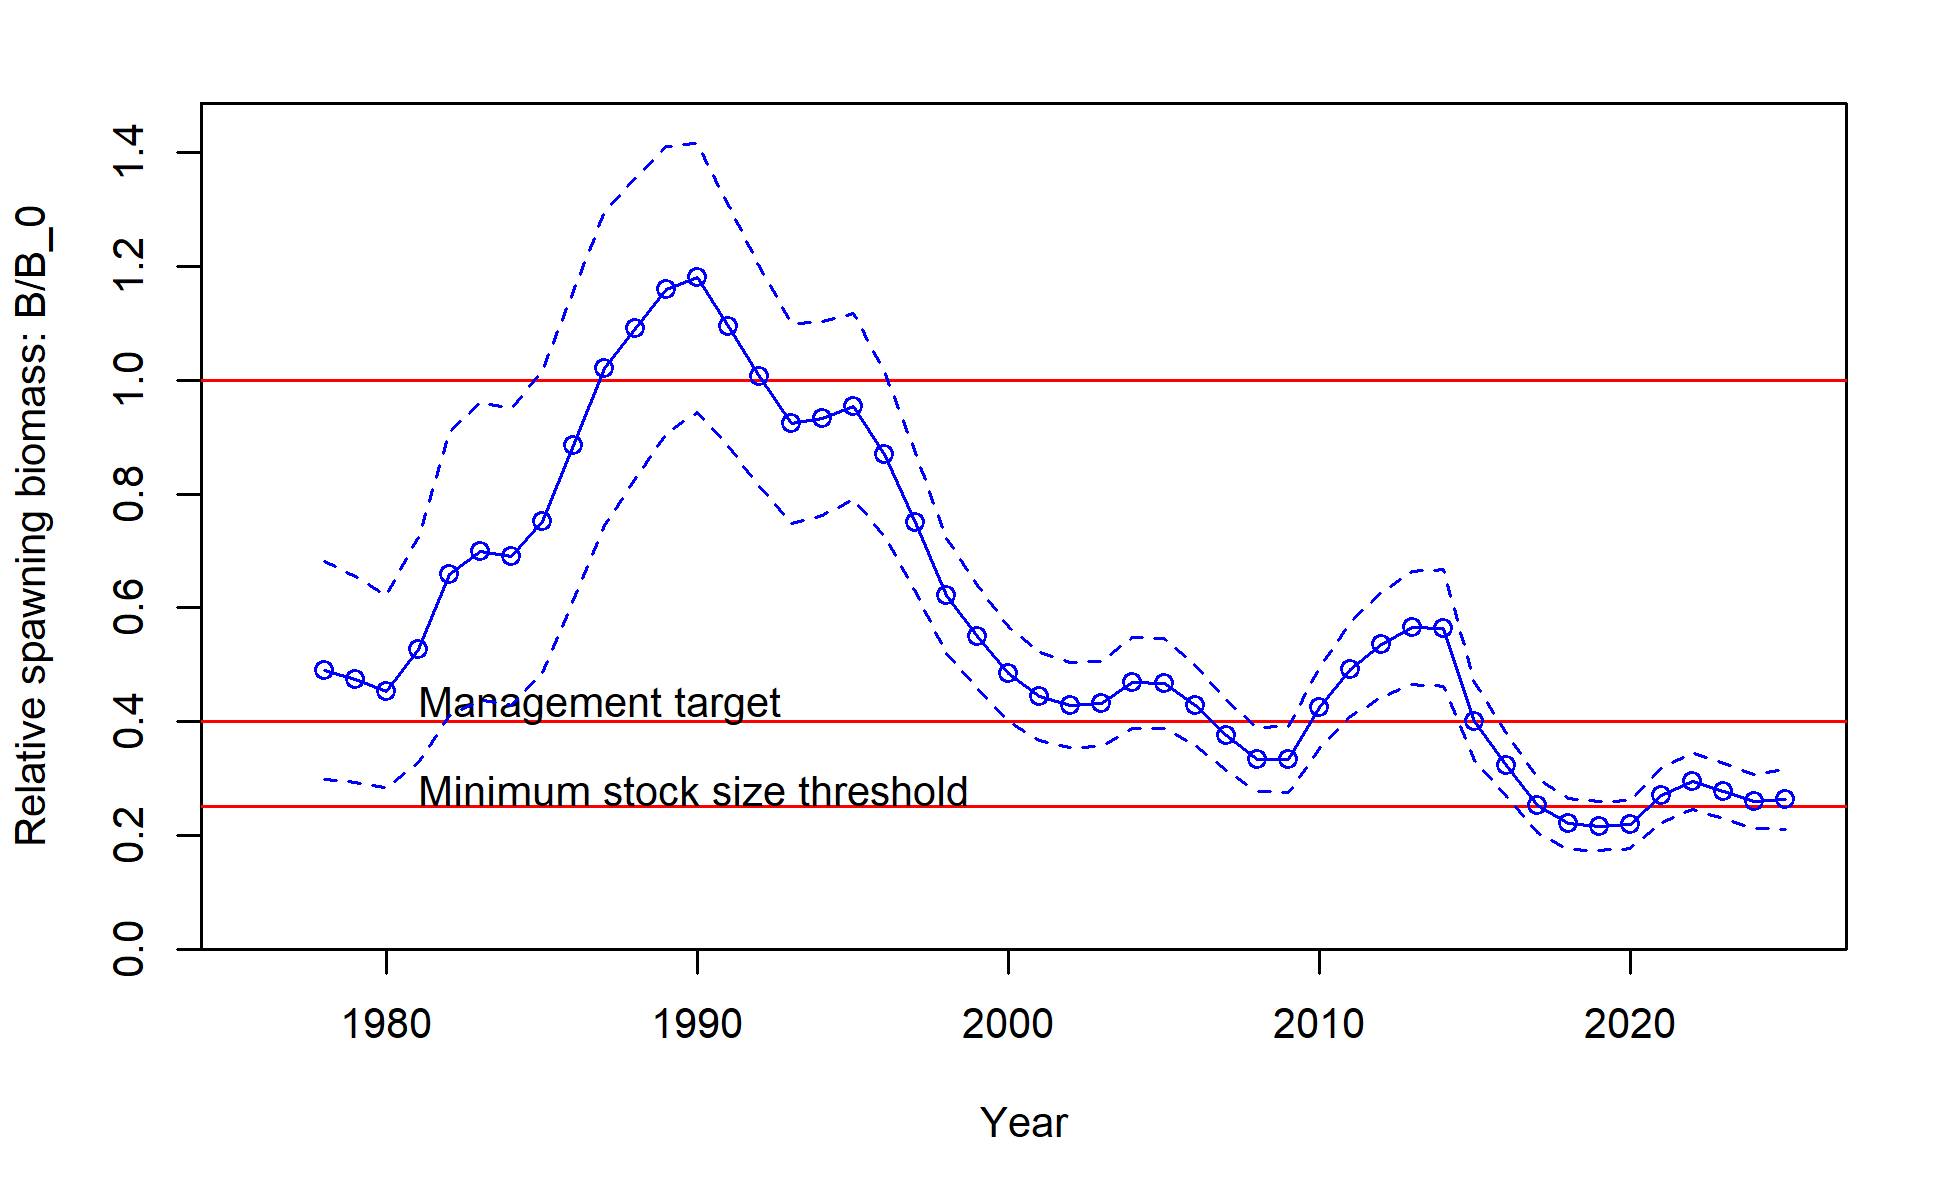 Relative spawning biomass: B/B_0
1.4
1.2
1.0
0.8
0.6
0.4
0.2
0.0
Management target
Minimum stock size threshold
1980 1990 2000 2010 2020
Year